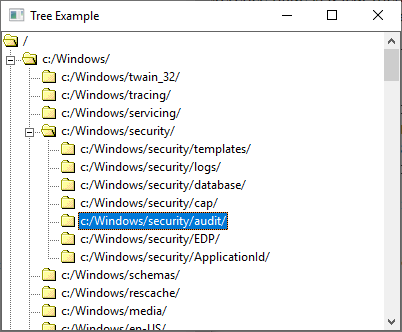 Tree Example
/
c:/Windows/
c:/Windows/twain_32/
c:/Windows/tracing/
c:/Windows/servicing/
c:/Windows/security/
c:/Windows/security/templates/
c:/Windows/security/logs/
c:/Windows/security/database/
c:/Windows/security/cap/
c:/Windows/security/audit/
c:/Windows/security/EDP/
c:/Windows/security/ApplicationId/
c:/Windows/schemas/
c:/Windows/rescache/
c:/Windows/media/
c:/Windows/en-US/